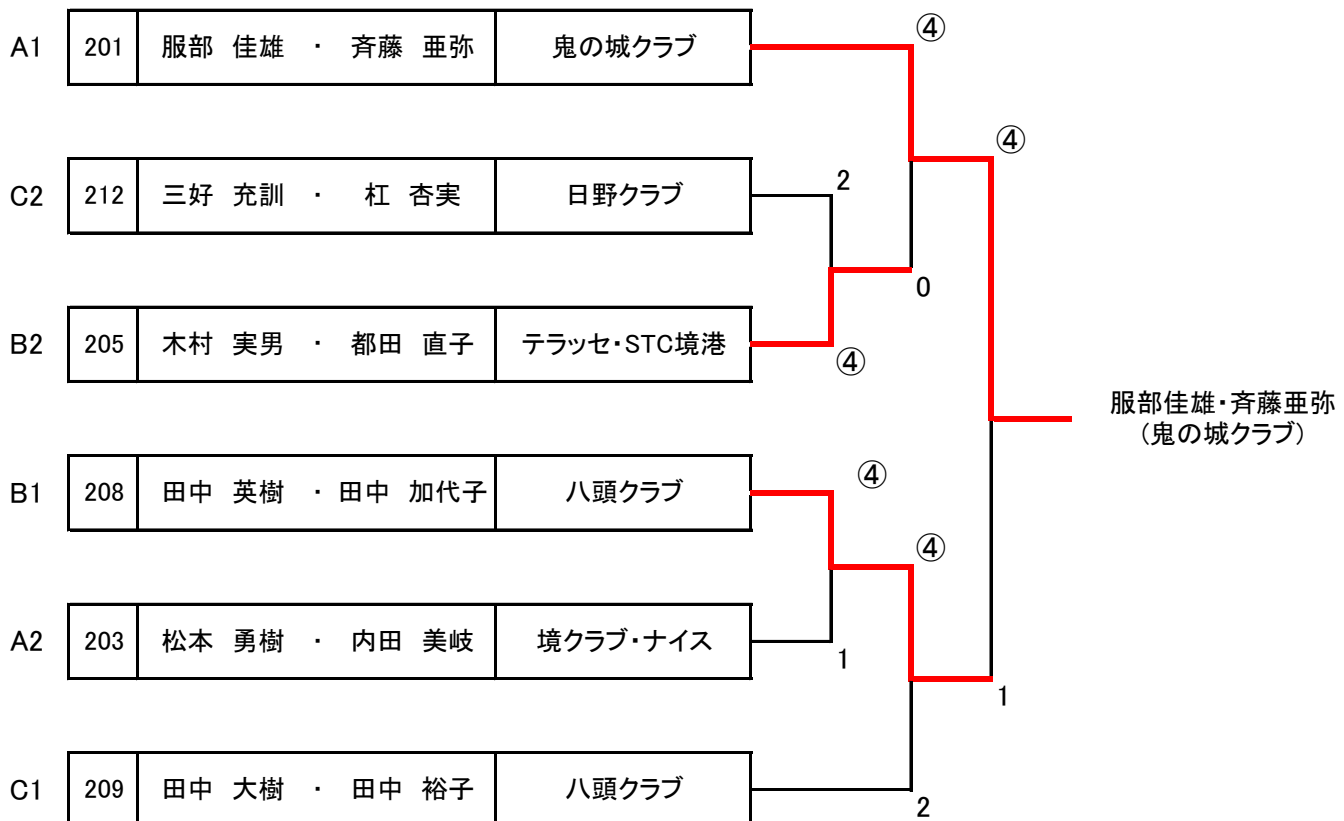 ④
A1 201 服部 佳雄 ・ 斉藤 亜弥 鬼の城クラブ
④
2
C2 212 三好 充訓 ・ 杠 杏実 日野クラブ
0
B2 205 木村 実男 ・ 都田 直子 テラッセ・STC境港
④
服部佳雄・斉藤亜弥
(鬼の城クラブ)
④
B1 208 田中 英樹 ・ 田中 加代子 八頭クラブ
④
A2 203 松本 勇樹 ・ 内田 美岐 境クラブ・ナイス
1
1
C1 209 田中 大樹 ・ 田中 裕子 八頭クラブ
2